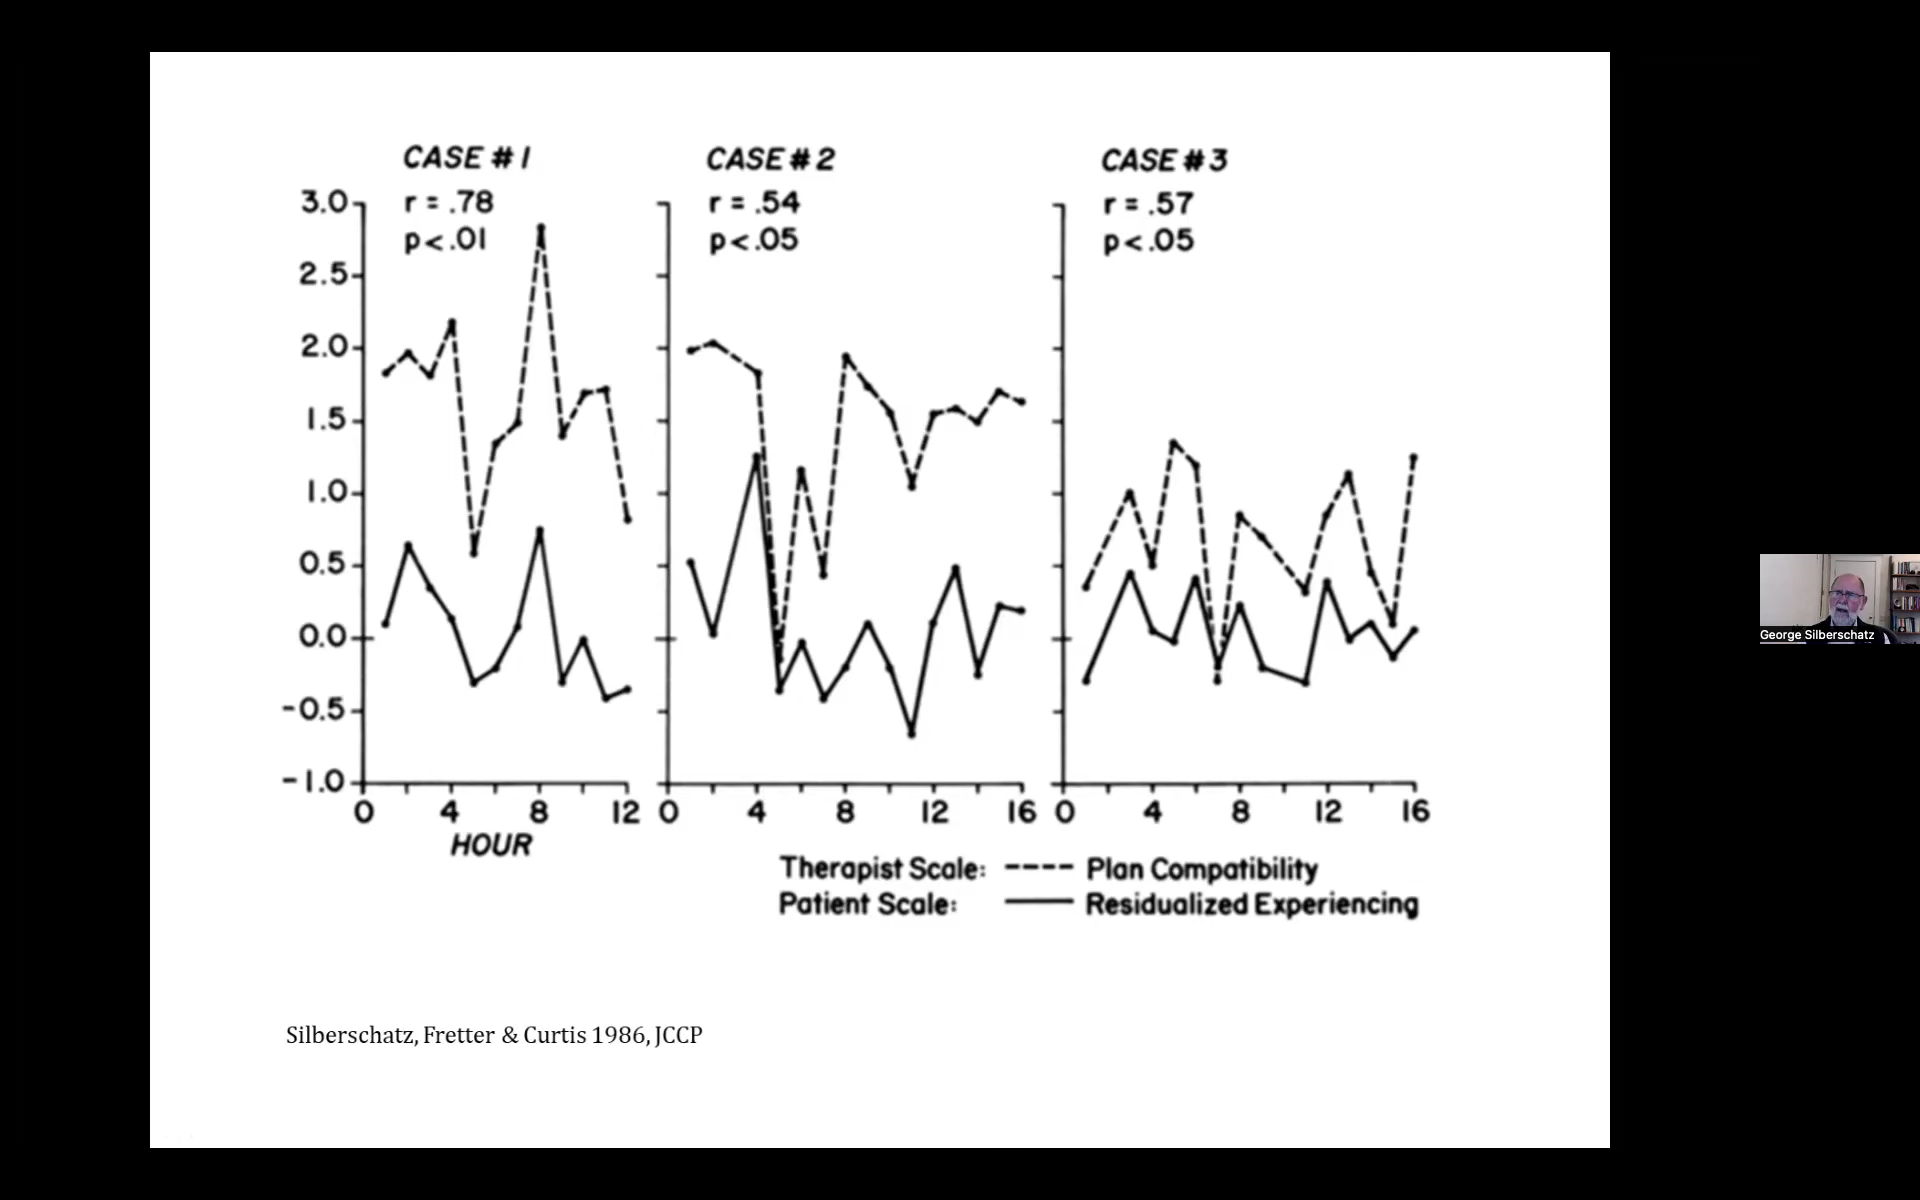 CASE #1
r = .78
p < .01
CASE #2
r = .54
p < .05
CASE #3
r = .57
p < .05
3.0
2.5
2.0
1.5
1.0
0.5
0.0
-0.5
-1.0
0 4 8 12
0 4 8 12 16
0 4 8 12 16
HOUR
Therapist Scale: Plan Compatibility
Patient Scale: Residualized Experiencing
Silberschatz, Fretter & Curtis 1986, JCCP
George Silberschatz